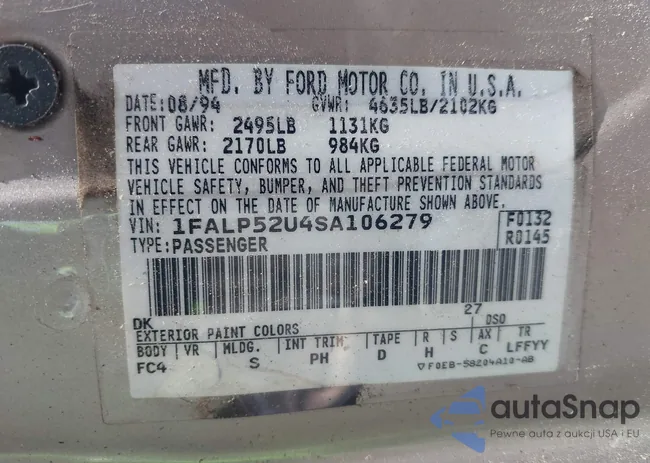 MFD. BY FORD MOTOR CO. IN U.S.A.
DATE: 08/94 GVWR: 4635LB/2102KG
FRONT GAWR: 2495LB 1131KG
REAR GAWR: 2170LB 984KG
THIS VEHICLE CONFORMS TO ALL APPLICABLE FEDERAL MOTOR
VEHICLE SAFETY, BUMPER, AND THEFT PREVENTION STANDARDS
IN EFFECT ON THE DATE OF MANUFACTURE SHOWN ABOVE.
VIN: 1FALP52U4SA106279 F0132
TYPE: PASSENGER R0145
DK 27
EXTERIOR PAINT COLORS DSO
BODY VR MLDG. INT TRIM TAPE R S AX TR
FC4 S PH D H C LFFYY
▽F0EB-58204A10-AB
autaSnap
Pewne auta z aukcji USA i EU